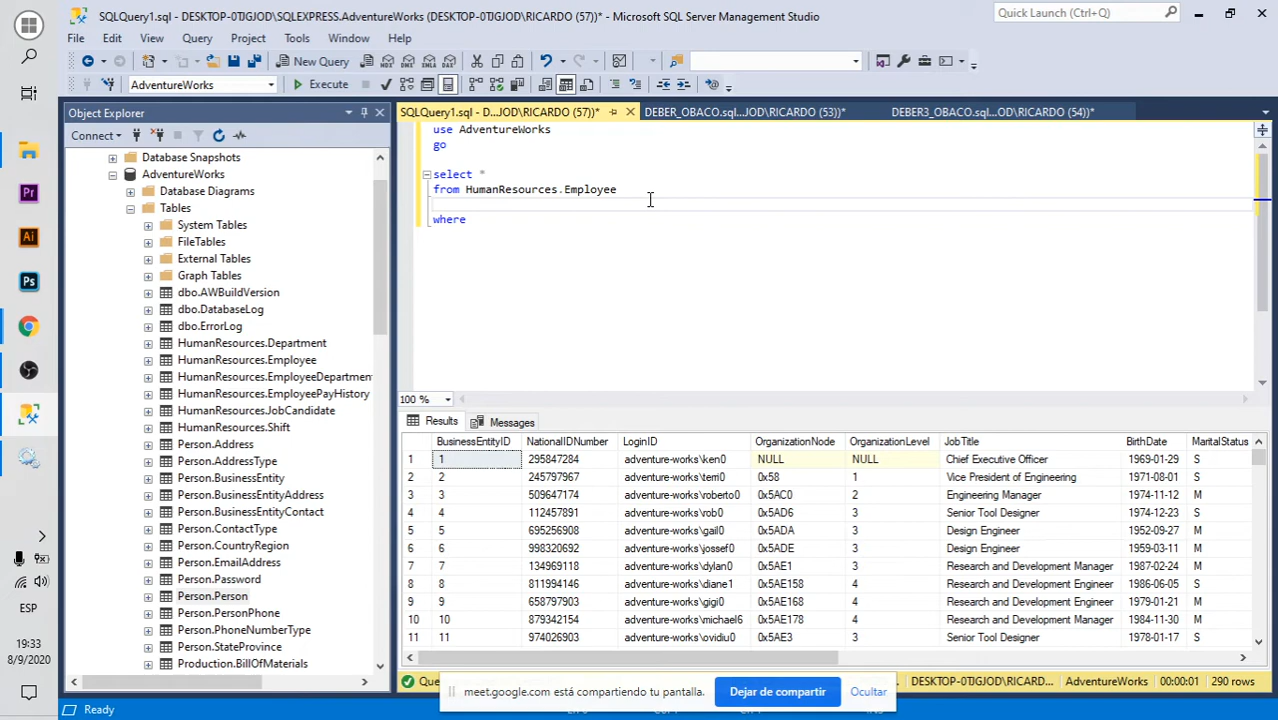 SQLQuery1.sql - DESKTOP-0TIGJOD\SQLEXPRESS.AdventureWorks (DESKTOP-0TIGJOD\RICARDO (57))* - Microsoft SQL Server Management Studio
Quick Launch (Ctrl+Q)
File Edit View Query Project Tools Window Help
New Query
MDX DMX XMLA DAX
AdventureWorks
Execute
Object Explorer
SQLQuery1.sql - D...JOD\RICARDO (57))*
DEBER_OBACO.sql...JOD\RICARDO (53))*
DEBER3_OBACO.sql...OD\RICARDO (54))*
Connect
Database Snapshots
AdventureWorks
Database Diagrams
Tables
System Tables
FileTables
External Tables
Graph Tables
dbo.AWBuildVersion
dbo.DatabaseLog
dbo.ErrorLog
HumanResources.Department
HumanResources.Employee
HumanResources.EmployeeDepartmen
HumanResources.EmployeePayHistory
HumanResources.JobCandidate
HumanResources.Shift
Person.Address
Person.AddressType
Person.BusinessEntity
Person.BusinessEntityAddress
Person.BusinessEntityContact
Person.ContactType
Person.CountryRegion
Person.EmailAddress
Person.Password
Person.Person
Person.PersonPhone
Person.PhoneNumberType
Person.StateProvince
Production.BillOfMaterials
use AdventureWorks
go
select *
from HumanResources.Employee
where
100 %
Results Messages
BusinessEntityID NationalIDNumber LoginID OrganizationNode OrganizationLevel JobTitle BirthDate MaritalStatus
1 1 295847284 adventure-works\ken0 NULL NULL Chief Executive Officer 1969-01-29 S
2 2 245797967 adventure-works\terri0 0x58 1 Vice President of Engineering 1971-08-01 S
3 3 509647174 adventure-works\roberto0 0x5AC0 2 Engineering Manager 1974-11-12 M
4 4 112457891 adventure-works\rob0 0x5AD6 3 Senior Tool Designer 1974-12-23 S
5 5 695256908 adventure-works\gail0 0x5ADA 3 Design Engineer 1952-09-27 M
6 6 998320692 adventure-works\jossef0 0x5ADE 3 Design Engineer 1959-03-11 M
7 7 134969118 adventure-works\dylan0 0x5AE1 3 Research and Development Manager 1987-02-24 M
8 8 811994146 adventure-works\diane1 0x5AE158 4 Research and Development Engineer 1986-06-05 S
9 9 658797903 adventure-works\gigi0 0x5AE168 4 Research and Development Engineer 1979-01-21 M
10 10 879342154 adventure-works\michael6 0x5AE178 4 Research and Development Manager 1984-11-30 M
11 11 974026903 adventure-works\ovidiu0 0x5AE3 3 Senior Tool Designer 1978-01-17 S
DESKTOP-0TIGJOD\RICARD... AdventureWorks 00:00:01 290 rows
meet.google.com está compartiendo tu pantalla. Dejar de compartir Ocultar
Ready
Pr
Ai
Ps
ESP
19:33
8/9/2020